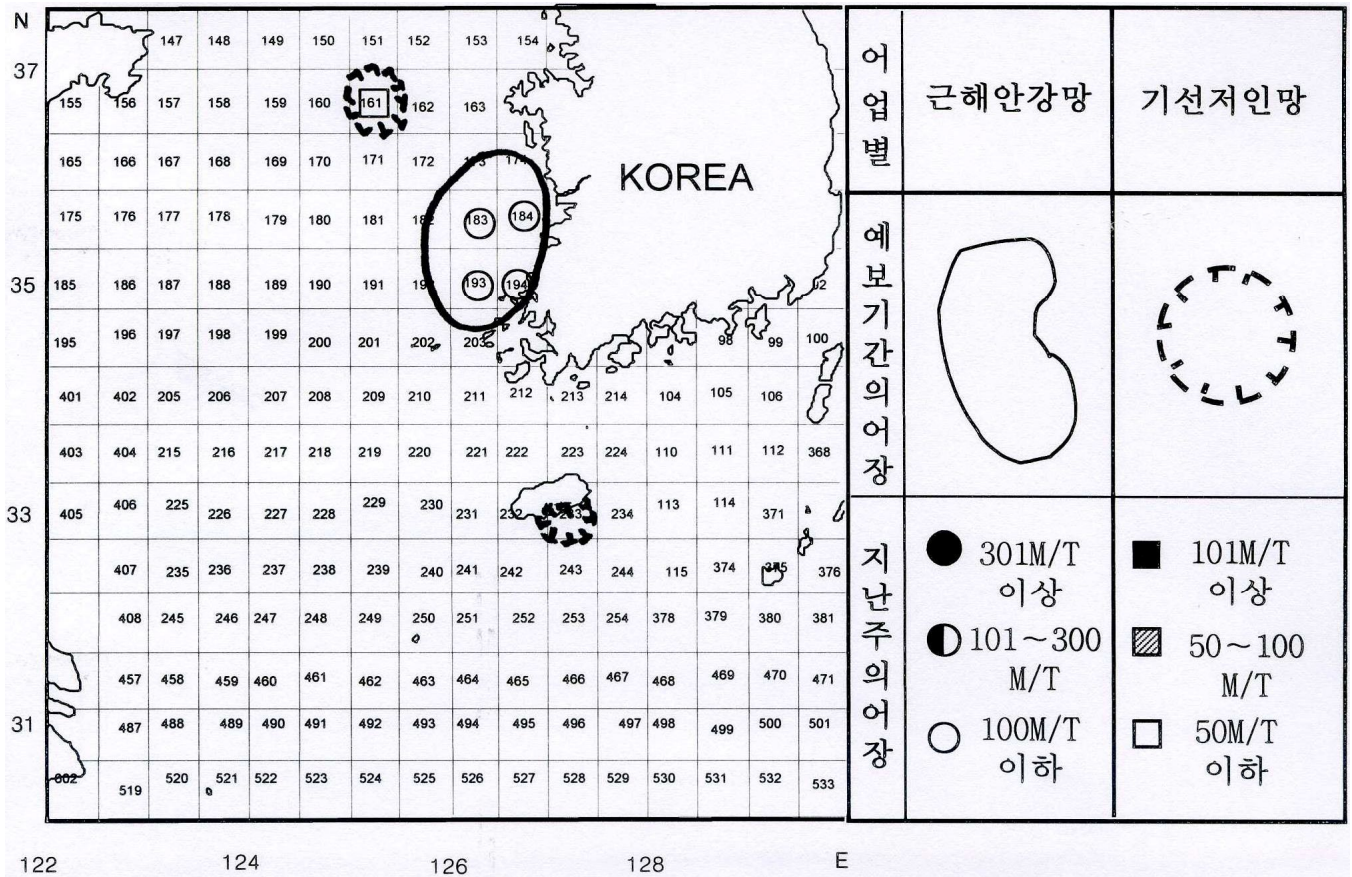 N
147 148 149 150 151 152 153 154
37
155 156 157 158 159 160 161 162 163
165 166 167 168 169 170 171 172 173 174
KOREA
175 176 177 178 179 180 181 182 183 184
35
185 186 187 188 189 190 191 193 194
195 196 197 198 199 200 201 202 203 98 99 100
401 402 205 206 207 208 209 210 211 212 213 214 104 105 106
403 404 215 216 217 218 219 220 221 222 223 224 110 111 112 368
33
405 406 225 226 227 228 229 230 231 232 233 234 113 114 371
407 235 236 237 238 239 240 241 242 243 244 115 374 375 376
408 245 246 247 248 249 250 251 252 253 254 378 379 380 381
457 458 459 460 461 462 463 464 465 466 467 468 469 470 471
31
487 488 489 490 491 492 493 494 495 496 497 498 499 500 501
602 519 520 521 522 523 524 525 526 527 528 529 530 531 532 533
122 124 126 128 E
어업별
근해안강망
기선저인망
예보기간의어장
지난주의어장
301M/T
이상
101~300
M/T
100M/T
이하
101M/T
이상
50~100
M/T
50M/T
이하